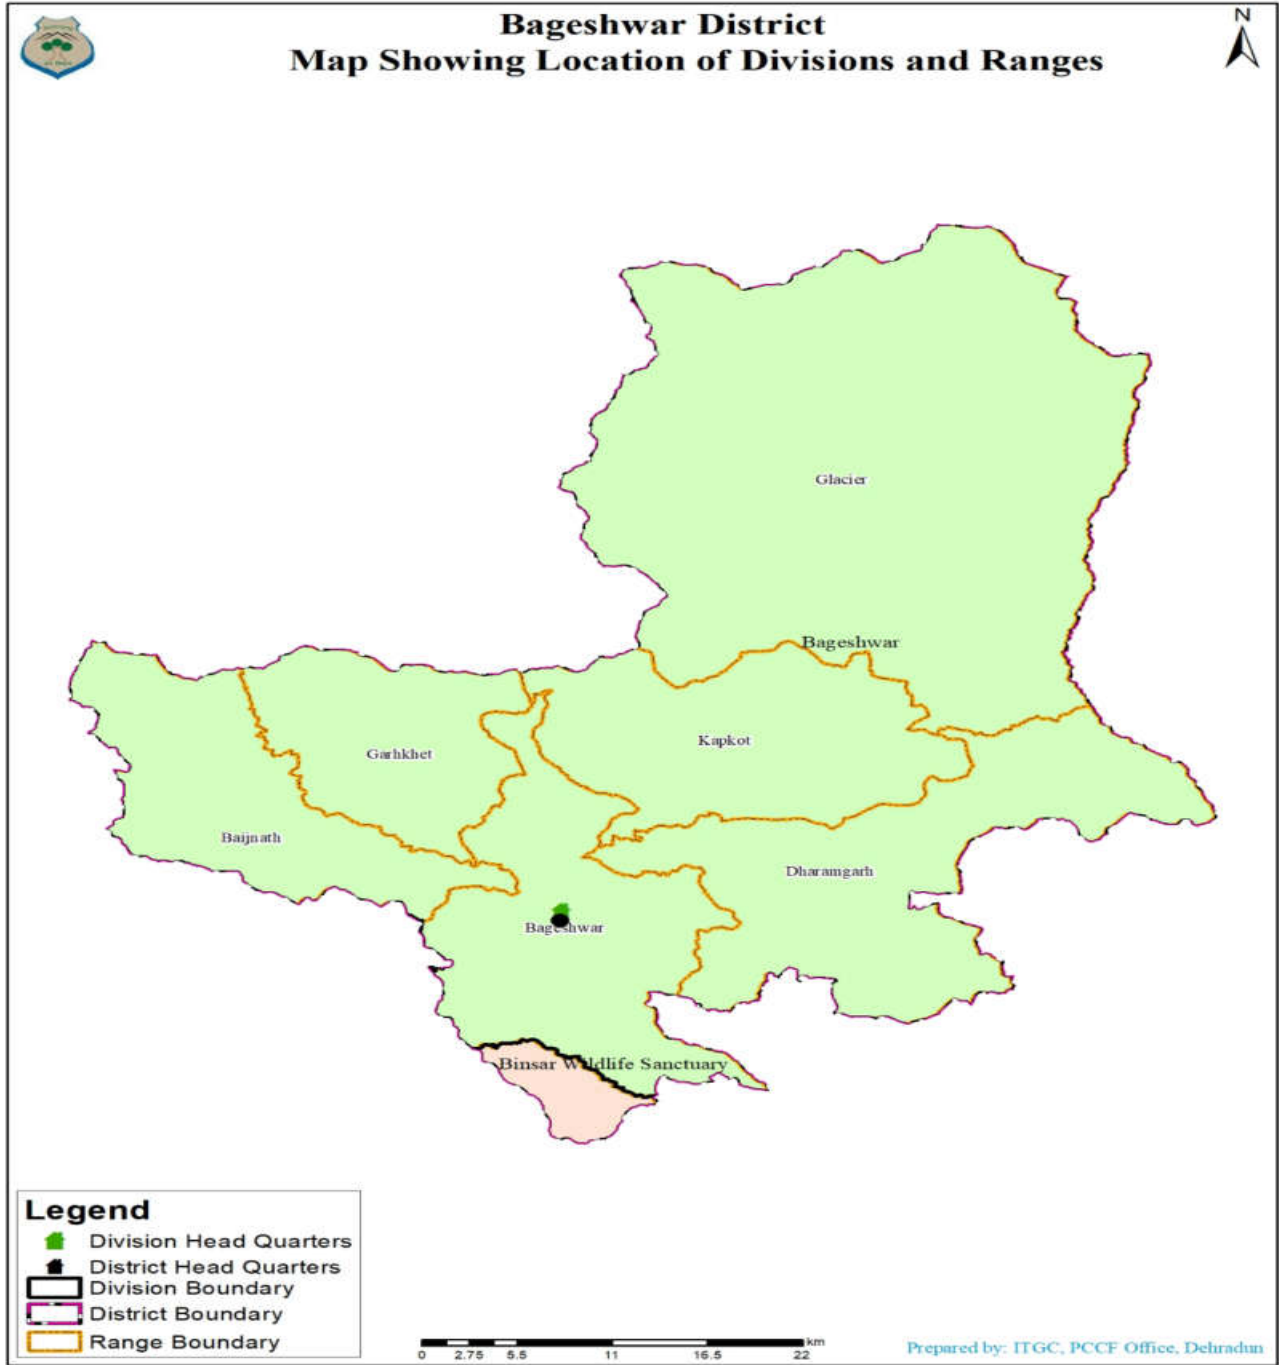 Bageshwar District
Map Showing Location of Divisions and Ranges
N
Glacier
Bageshwar
Kapkot
Garhkhet
Baijnath
Dharamgarh
Bageshwar
Binsar Wildlife Sanctuary
Legend
Division Head Quarters
District Head Quarters
Division Boundary
District Boundary
Range Boundary
km
0 2.75 5.5 11 16.5 22
Prepared by: ITGC, PCCF Office, Dehradun